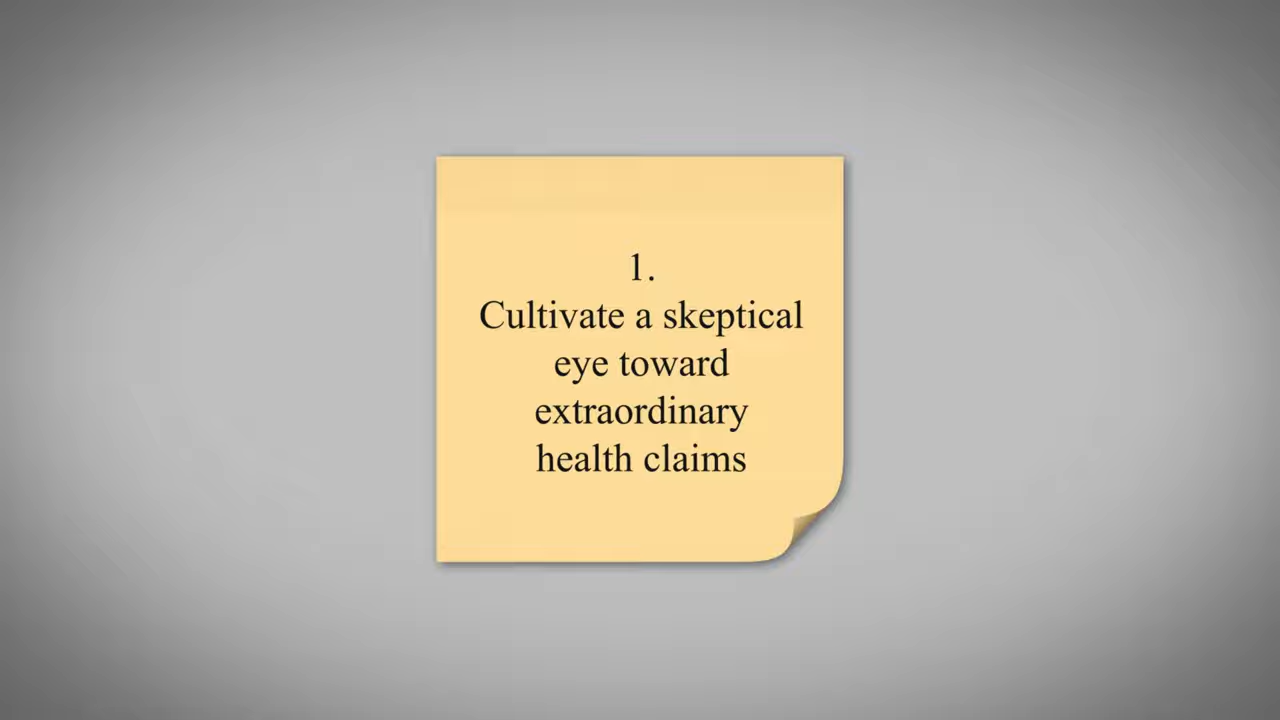 1.
Cultivate a skeptical
eye toward
extraordinary
health claims